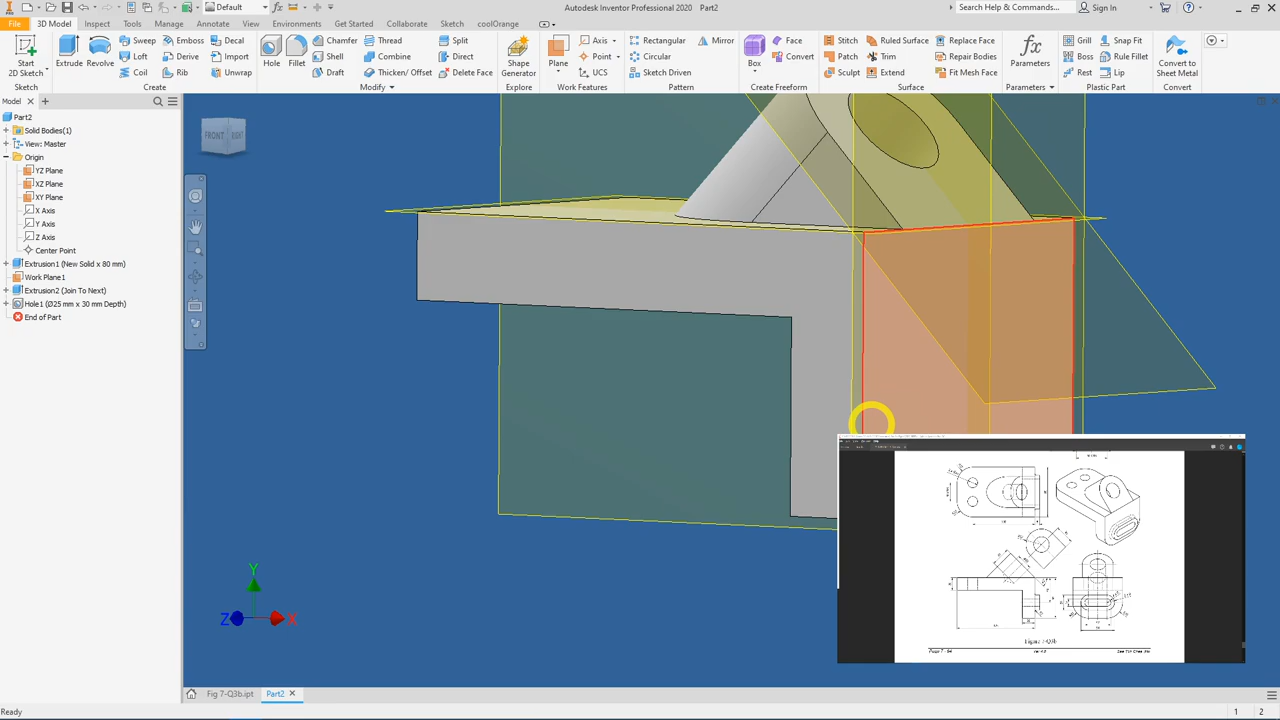 Default
Autodesk Inventor Professional 2020 Part2
Search Help & Commands...
Sign In
File
3D Model
Inspect
Tools
Manage
Annotate
View
Environments
Get Started
Collaborate
Sketch
coolOrange
Start
2D Sketch
Extrude
Revolve
Sweep
Emboss
Decal
Loft
Derive
Import
Coil
Rib
Unwrap
Hole
Fillet
Chamfer
Thread
Split
Shell
Combine
Direct
Draft
Thicken/ Offset
Delete Face
Shape
Generator
Plane
Axis
Point
UCS
Rectangular
Mirror
Circular
Sketch Driven
Box
Face
Convert
Stitch
Ruled Surface
Replace Face
Patch
Trim
Repair Bodies
Sculpt
Extend
Fit Mesh Face
fx
Parameters
Grill
Snap Fit
Boss
Rule Fillet
Rest
Lip
Convert to
Sheet Metal
Sketch
Create
Modify
Explore
Work Features
Pattern
Create Freeform
Surface
Parameters
Plastic Part
Convert
Model
Part2
Solid Bodies(1)
View: Master
Origin
YZ Plane
XZ Plane
XY Plane
X Axis
Y Axis
Z Axis
Center Point
Extrusion1 (New Solid x 80 mm)
Work Plane1
Extrusion2 (Join To Next)
Hole1 (Ø25 mm x 30 mm Depth)
End of Part
FRONT
RIGHT
Y
Z
X
Fig 7-Q3b.ipt
Part2
Ready
1
2